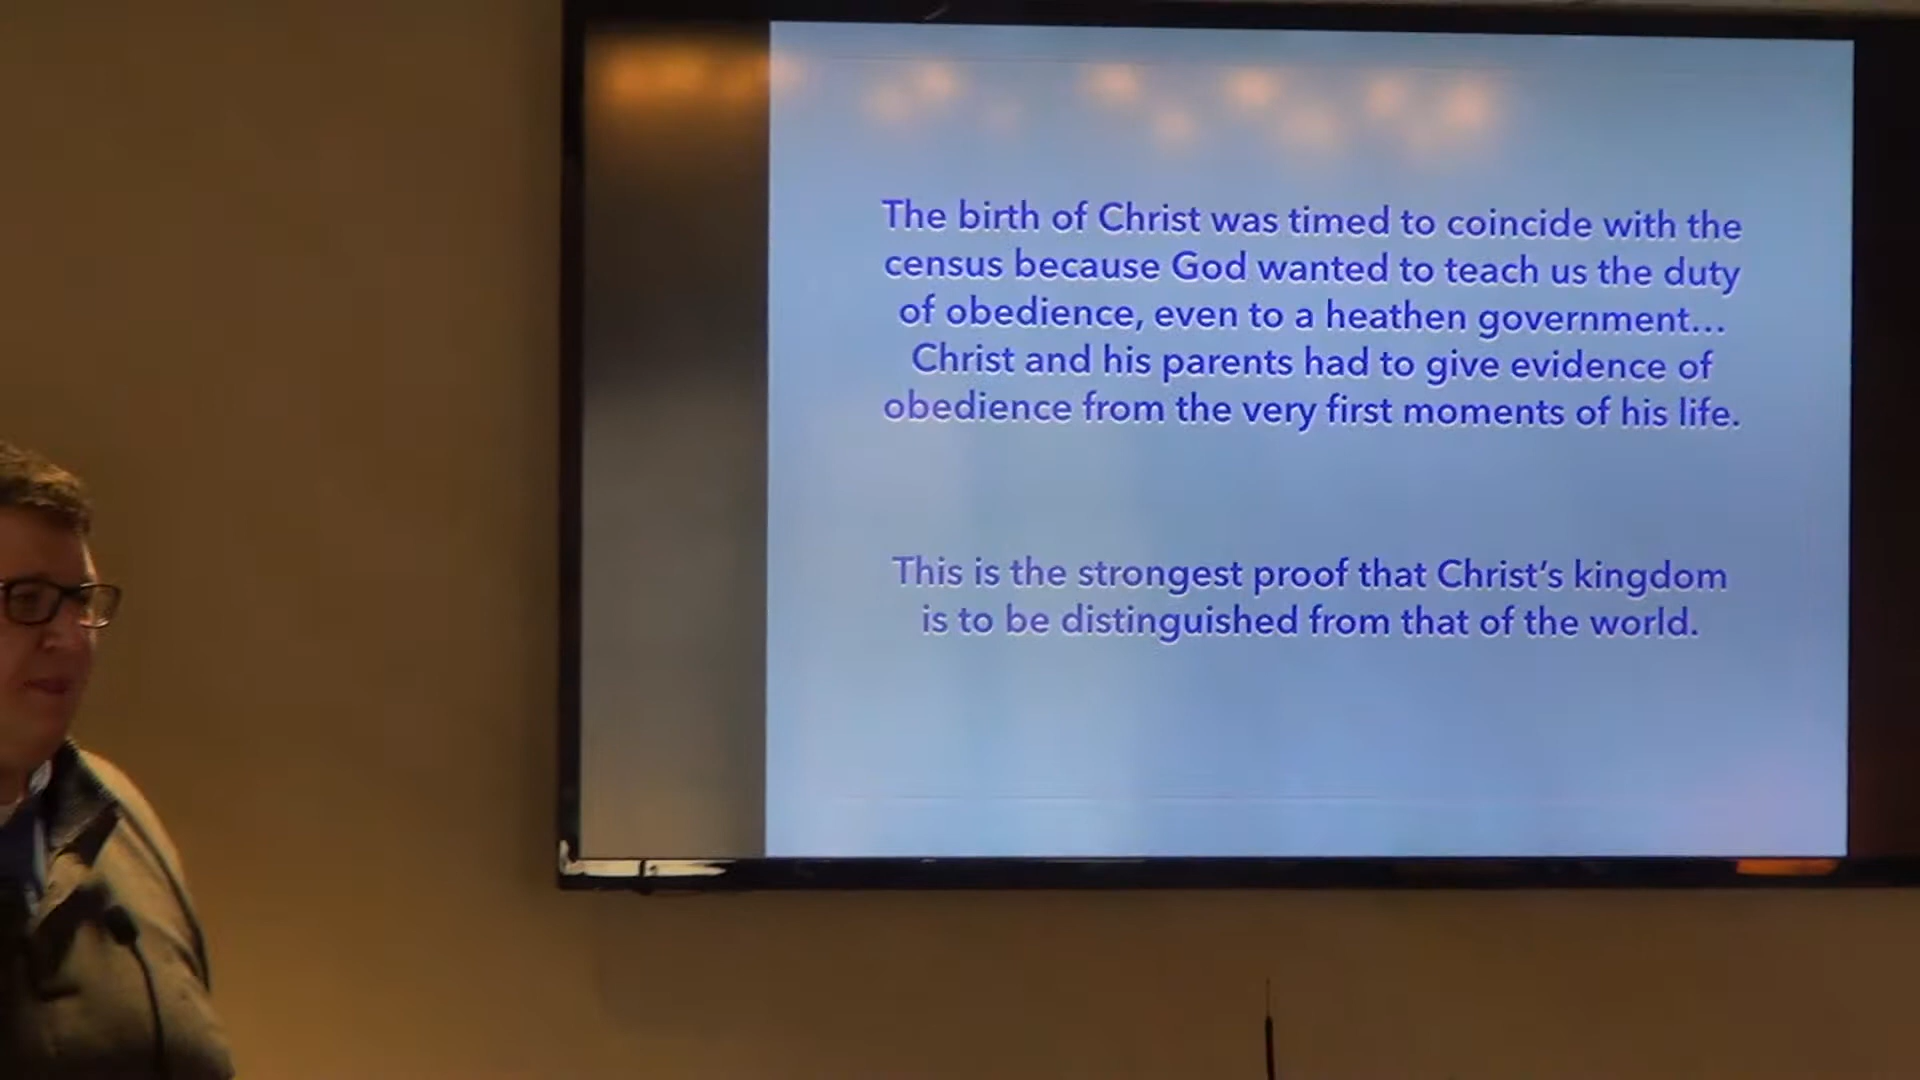 The birth of Christ was timed to coincide with the
census because God wanted to teach us the duty
of obedience, even to a heathen government…
Christ and his parents had to give evidence of
obedience from the very first moments of his life.
This is the strongest proof that Christ’s kingdom
is to be distinguished from that of the world.